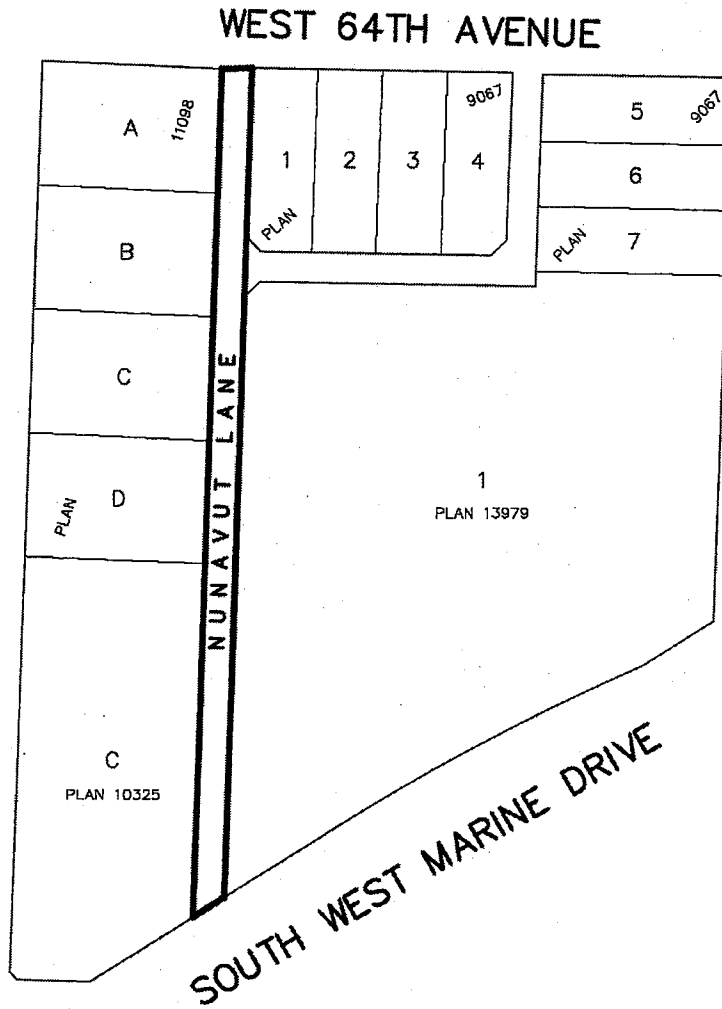 WEST 64TH AVENUE
A
11098
1
2
3
4
9067
PLAN
5
9067
6
7
PLAN
B
C
D
PLAN
NUNAVUT LANE
1
PLAN 13979
C
PLAN 10325
SOUTH WEST MARINE DRIVE